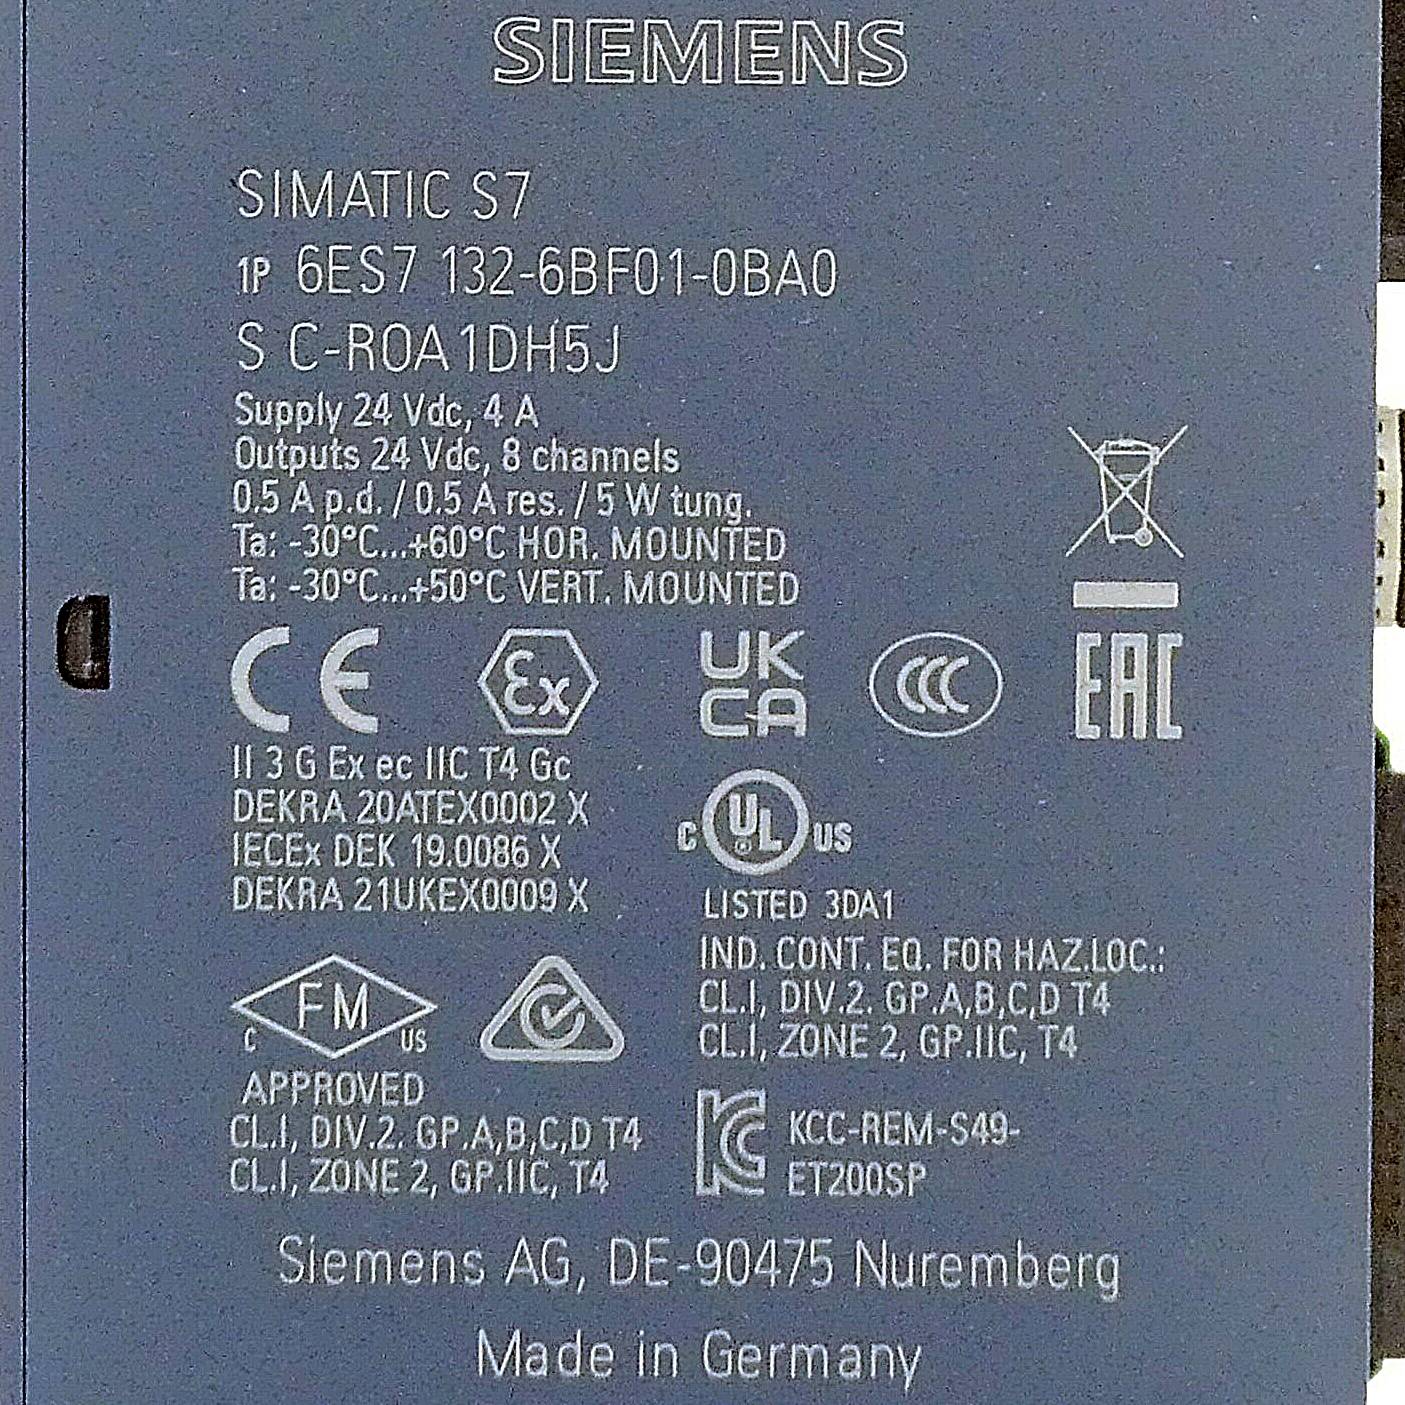 SIEMENS
SIMATIC S7
1P 6ES7 132-6BF01-0BA0
S C-R0A1DH5J
Supply 24 Vdc, 4 A
Outputs 24 Vdc, 8 channels
0.5 A p.d. / 0.5 A res. / 5 W tung.
Ta: -30°C...+60°C HOR. MOUNTED
Ta: -30°C...+50°C VERT. MOUNTED
CE Ex UK CA CCC EAC
II 3 G Ex ec IIC T4 Gc
DEKRA 20ATEX0002 X
IECEx DEK 19.0086 X
DEKRA 21UKEX0009 X
C UL US
LISTED 3DA1
IND. CONT. EQ. FOR HAZ.LOC.:
CL.I, DIV.2. GP.A,B,C,D T4
CL.I, ZONE 2, GP.IIC, T4
C FM US
APPROVED
CL.I, DIV.2. GP.A,B,C,D T4
CL.I, ZONE 2, GP.IIC, T4
KC KCC-REM-S49-
ET200SP
Siemens AG, DE-90475 Nuremberg
Made in Germany